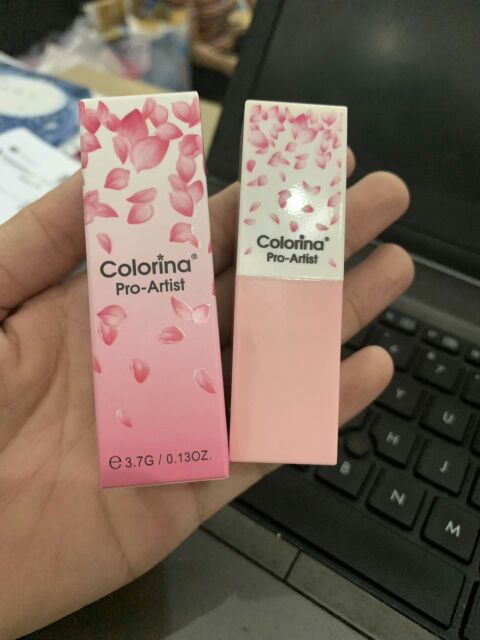 Colorina®
Pro-Artist
℮ 3.7G / 0.13OZ.
Colorina®
Pro-Artist
Y
H
J
B
N
M